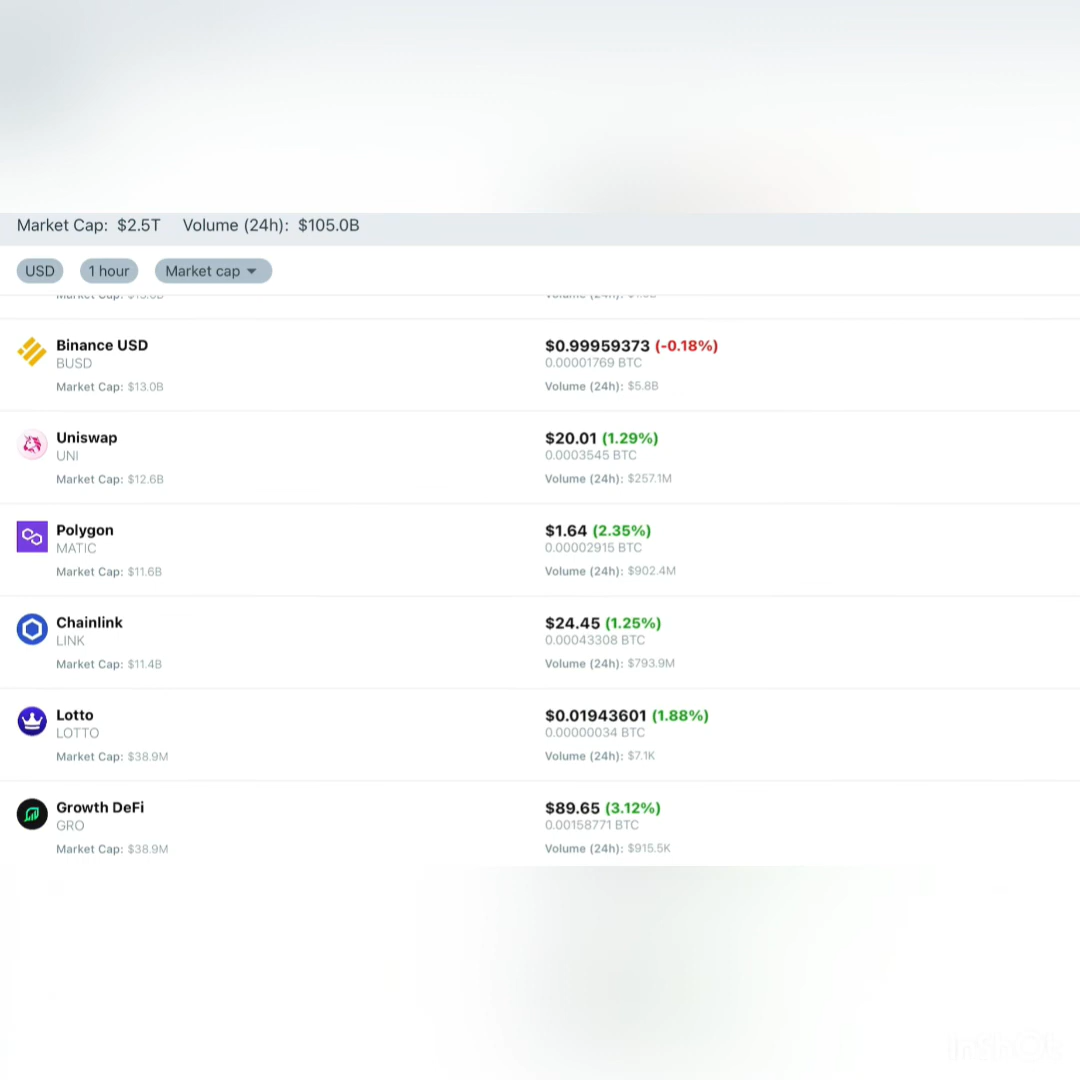 Market Cap: $2.5T Volume (24h): $105.0B
USD 1 hour Market cap
Binance USD $0.99959373 (-0.18%)
BUSD 0.00001769 BTC
Market Cap: $13.0B Volume (24h): $5.8B
Uniswap $20.01 (1.29%)
UNI 0.0003545 BTC
Market Cap: $12.6B Volume (24h): $257.1M
Polygon $1.64 (2.35%)
MATIC 0.00002915 BTC
Market Cap: $11.6B Volume (24h): $902.4M
Chainlink $24.45 (1.25%)
LINK 0.00043308 BTC
Market Cap: $11.4B Volume (24h): $793.9M
Lotto $0.01943601 (1.88%)
LOTTO 0.00000034 BTC
Market Cap: $38.9M Volume (24h): $7.1K
Growth DeFi $89.65 (3.12%)
GRO 0.00158771 BTC
Market Cap: $38.9M Volume (24h): $915.5K